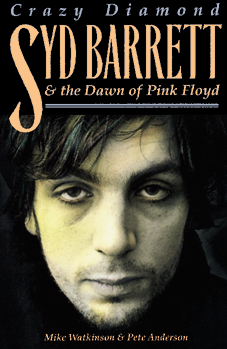 Crazy Diamond
SYD BARRETT
& the Dawn of Pink Floyd
Mike Watkinson & Pete Anderson